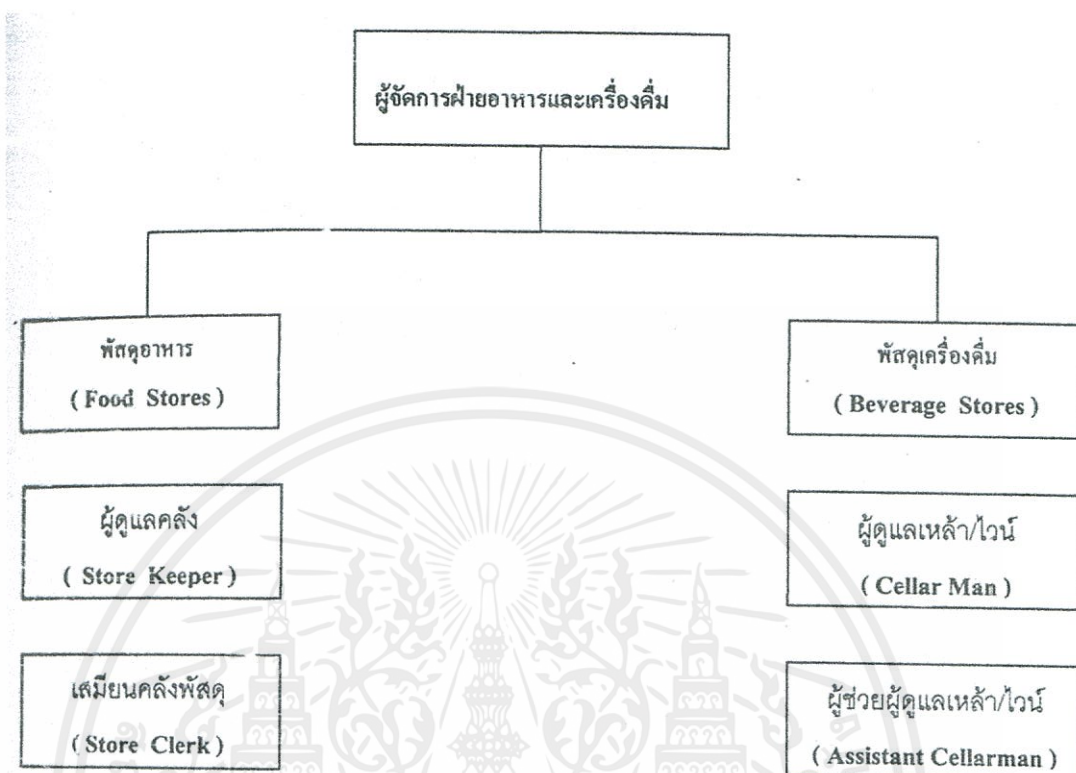 ผู้จัดการฝ่ายอาหารและเครื่องดื่ม
พัสดุอาหาร
( Food Stores )
พัสดุเครื่องดื่ม
( Beverage Stores )
ผู้ดูแลคลัง
( Store Keeper )
ผู้ดูแลเหล้า/ไวน์
( Cellar Man )
เสมียนคลังพัสดุ
( Store Clerk )
ผู้ช่วยผู้ดูแลเหล้า/ไวน์
( Assistant Cellarman )